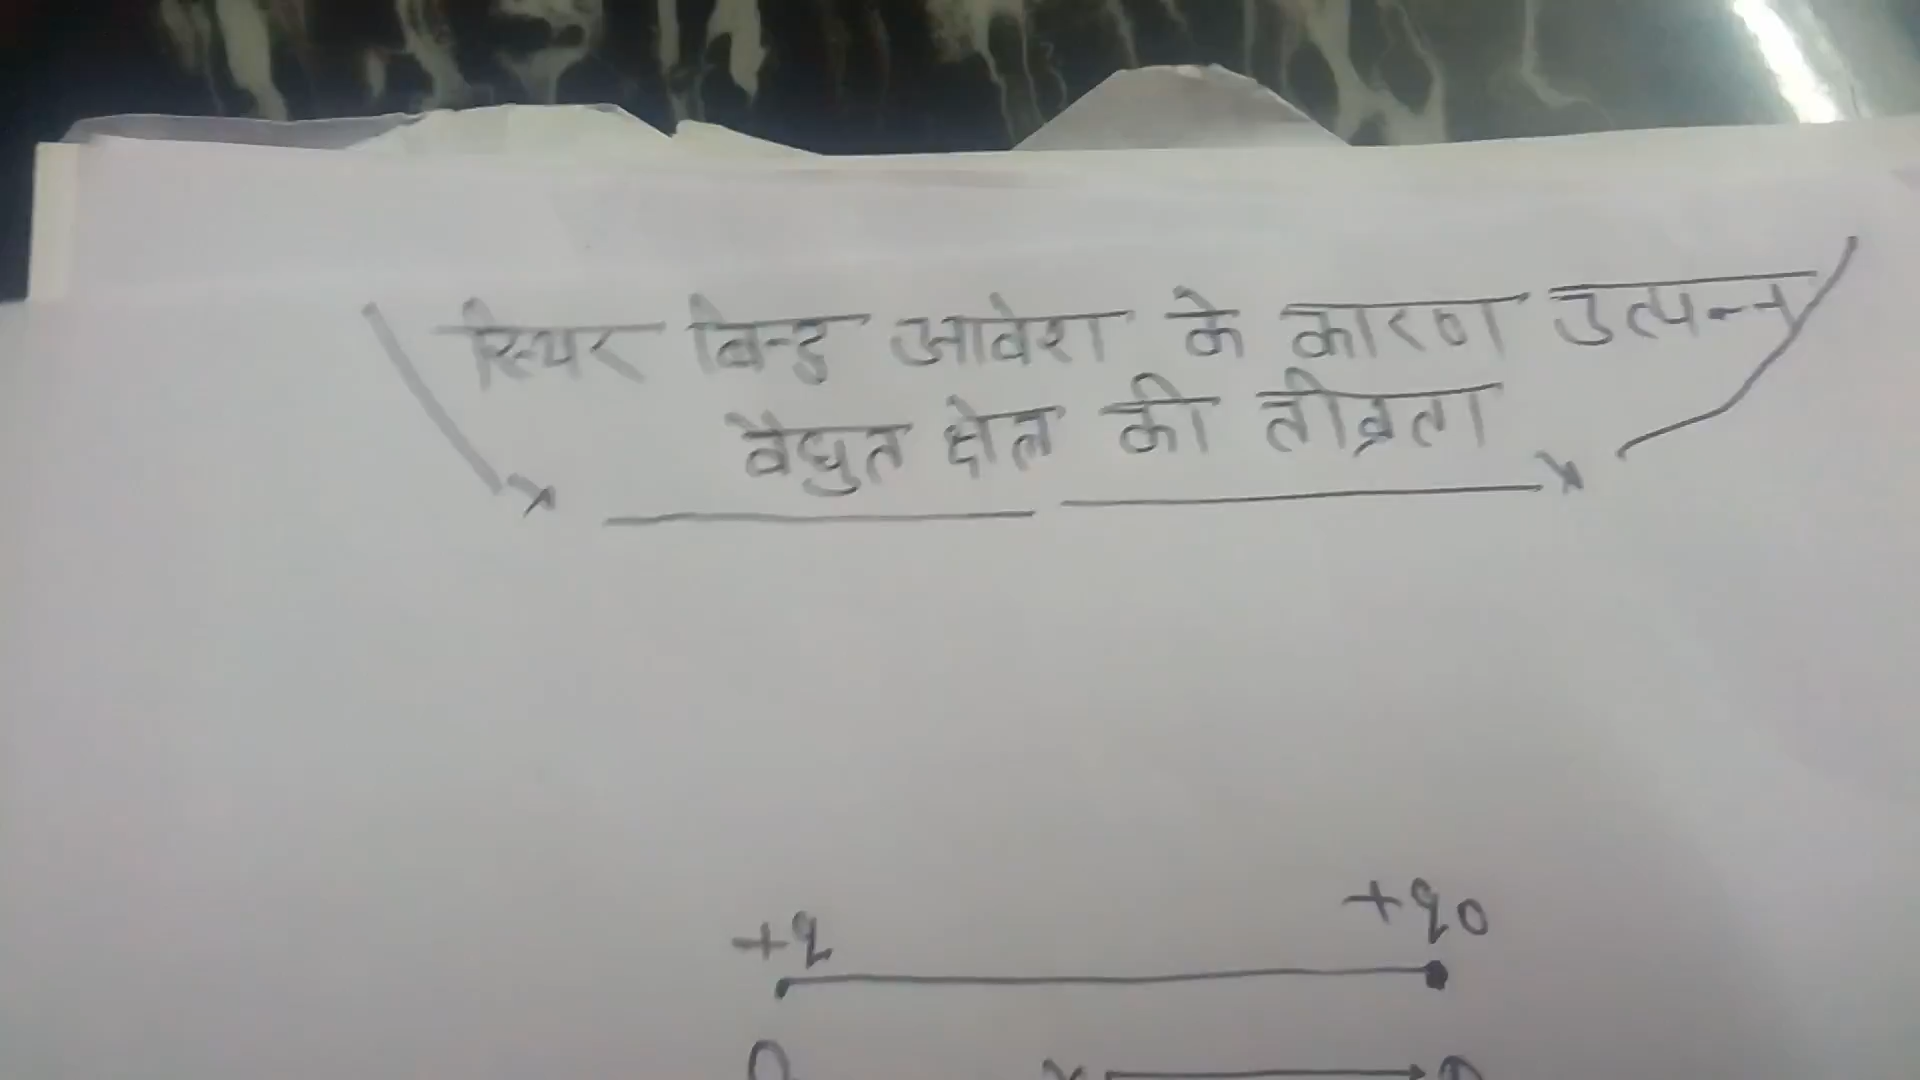 स्थिर बिन्दु आवेश के कारण उत्पन्न
वैद्युत क्षेत्र की तीव्रता
+q
+q0